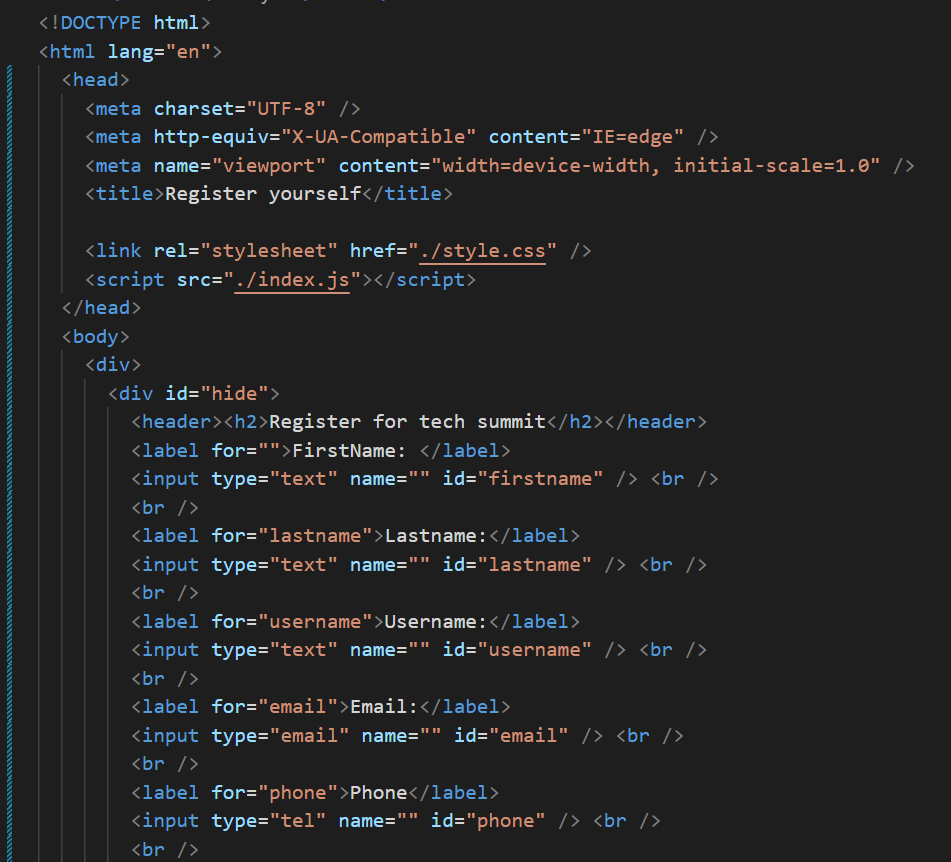 <!DOCTYPE html>
<html lang="en">
<head>
<meta charset="UTF-8" />
<meta http-equiv="X-UA-Compatible" content="IE=edge" />
<meta name="viewport" content="width=device-width, initial-scale=1.0" />
<title>Register yourself</title>
<link rel="stylesheet" href="./style.css" />
<script src="./index.js"></script>
</head>
<body>
<div>
<div id="hide">
<header><h2>Register for tech summit</h2></header>
<label for="">FirstName: </label>
<input type="text" name="" id="firstname" /> <br />
<br />
<label for="lastname">Lastname:</label>
<input type="text" name="" id="lastname" /> <br />
<br />
<label for="username">Username:</label>
<input type="text" name="" id="username" /> <br />
<br />
<label for="email">Email:</label>
<input type="email" name="" id="email" /> <br />
<br />
<label for="phone">Phone</label>
<input type="tel" name="" id="phone" /> <br />
<br />